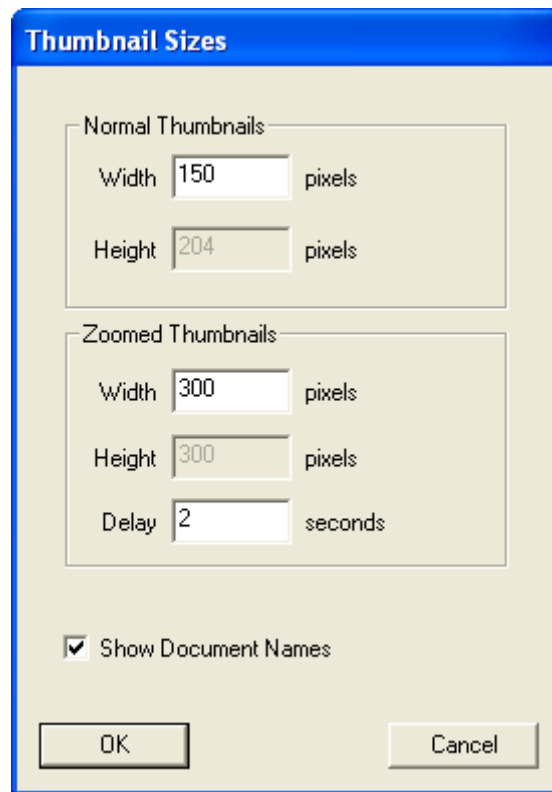 Thumbnail Sizes
Normal Thumbnails
Width 150 pixels
Height 204 pixels
Zoomed Thumbnails
Width 300 pixels
Height 300 pixels
Delay 2 seconds
Show Document Names
OK Cancel